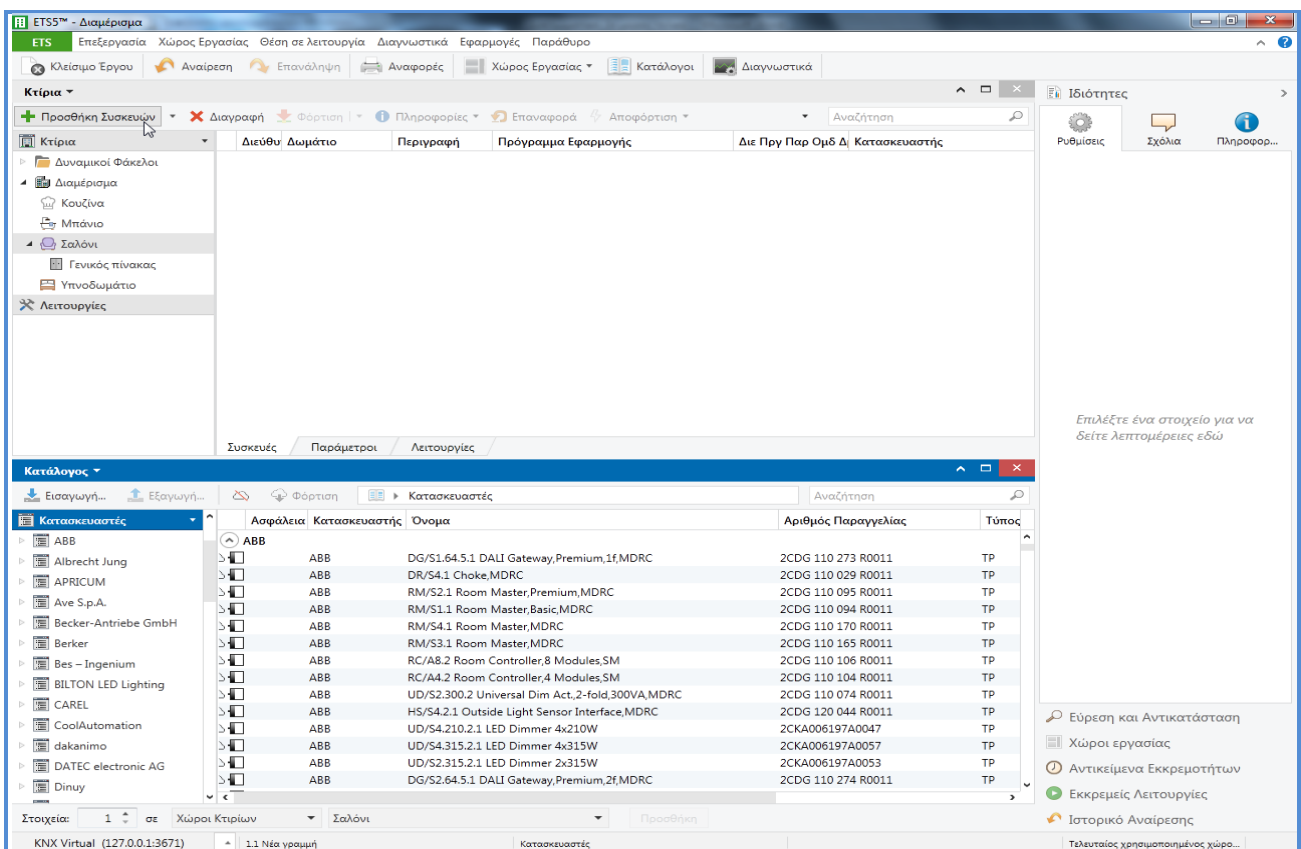 ETS5™ - Διαμέρισμα
ETS Επεξεργασία Χώρος Εργασίας Θέση σε λειτουργία Διαγνωστικά Εφαρμογές Παράθυρο
Κλείσιμο Έργου Αναίρεση Επανάληψη Αναφορές Χώρος Εργασίας Κατάλογοι Διαγνωστικά
Κτίρια
Προσθήκη Συσκευών Διαγραφή Φόρτιση Πληροφορίες Επαναφορά Αποφόρτιση Αναζήτηση
Κτίρια Διεύθυ Δωμάτιο Περιγραφή Πρόγραμμα Εφαρμογής Διε Πργ Παρ Ομδ Δι Κατασκευαστής
Δυναμικοί Φάκελοι
Διαμέρισμα
Κουζίνα
Μπάνιο
Σαλόνι
Γενικός πίνακας
Υπνοδωμάτιο
Λειτουργίες
Συσκευές Παράμετροι Λειτουργίες
Ιδιότητες
Ρυθμίσεις Σχόλια Πληροφορ...
Επιλέξτε ένα στοιχείο για να
δείτε λεπτομέρειες εδώ
Κατάλογος
Εισαγωγή... Εξαγωγή... Φόρτιση Κατασκευαστές Αναζήτηση
Κατασκευαστές Ασφάλεια Κατασκευαστής Όνομα Αριθμός Παραγγελίας Τύπος
ABB
Albrecht Jung
APRICUM
Ave S.p.A.
Becker-Antriebe GmbH
Berker
Bes – Ingenium
BILTON LED Lighting
CAREL
CoolAutomation
dakanimo
DATEC electronic AG
Dinuy
ABB
ABB DG/S1.64.5.1 DALI Gateway,Premium,1f,MDRC 2CDG 110 273 R0011 TP
ABB DR/S4.1 Choke,MDRC 2CDG 110 029 R0011 TP
ABB RM/S2.1 Room Master,Premium,MDRC 2CDG 110 095 R0011 TP
ABB RM/S1.1 Room Master,Basic,MDRC 2CDG 110 094 R0011 TP
ABB RM/S4.1 Room Master,MDRC 2CDG 110 170 R0011 TP
ABB RM/S3.1 Room Master,MDRC 2CDG 110 165 R0011 TP
ABB RC/A8.2 Room Controller,8 Modules,SM 2CDG 110 106 R0011 TP
ABB RC/A4.2 Room Controller,4 Modules,SM 2CDG 110 104 R0011 TP
ABB UD/S2.300.2 Universal Dim Act.,2-fold,300VA,MDRC 2CDG 110 074 R0011 TP
ABB HS/S4.2.1 Outside Light Sensor Interface,MDRC 2CDG 120 044 R0011 TP
ABB UD/S4.210.2.1 LED Dimmer 4x210W 2CKA006197A0047 TP
ABB UD/S4.315.2.1 LED Dimmer 4x315W 2CKA006197A0057 TP
ABB UD/S2.315.2.1 LED Dimmer 2x315W 2CKA006197A0053 TP
ABB DG/S2.64.5.1 DALI Gateway,Premium,2f,MDRC 2CDG 110 274 R0011 TP
Εύρεση και Αντικατάσταση
Χώροι εργασίας
Αντικείμενα Εκκρεμοτήτων
Εκκρεμείς Λειτουργίες
Ιστορικό Αναίρεσης
Στοιχεία: 1 σε Χώροι Κτιρίων Σαλόνι Προσθήκη
KNX Virtual (127.0.0.1:3671) 1.1 Νέα γραμμή Κατασκευαστές Τελευταίος χρησιμοποιημένος χώρο...